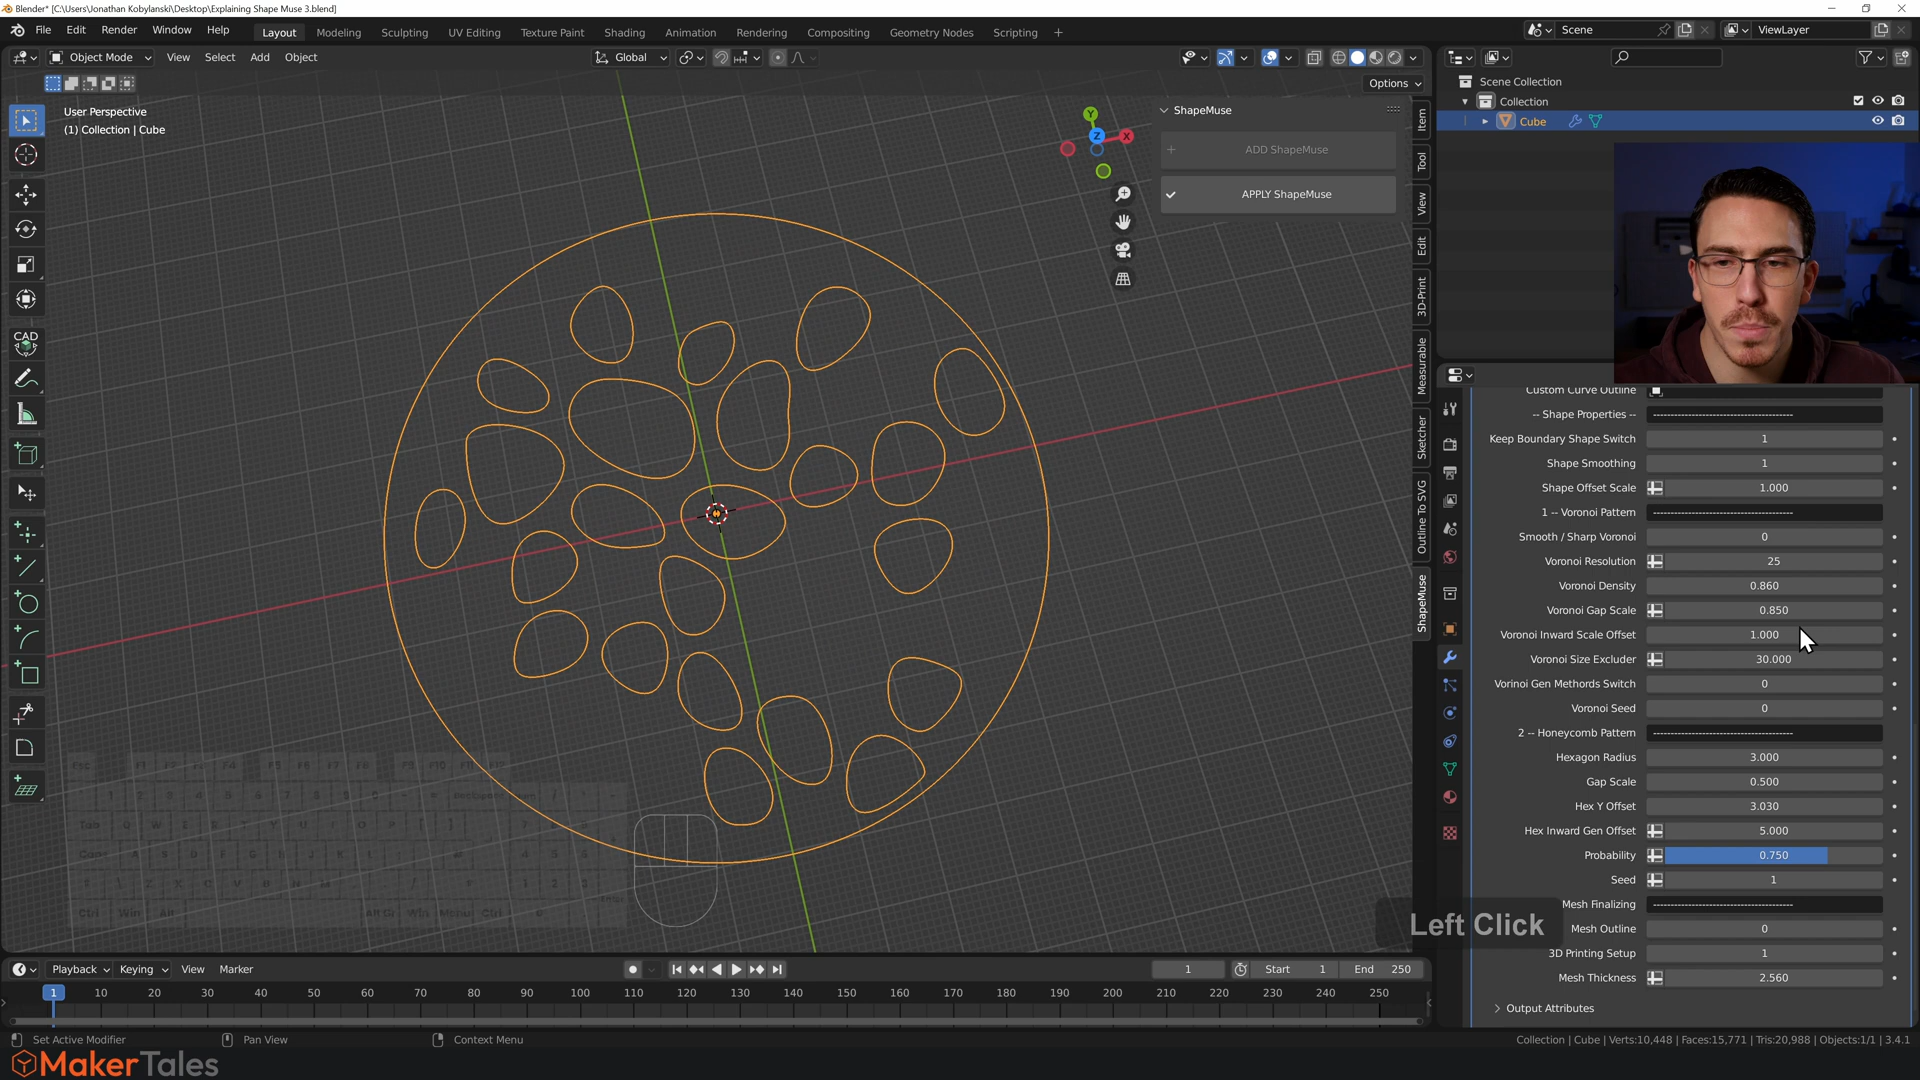 Blender* [C:\Users\Jonathan Kobylanski\Desktop\Explaining Shape Muse 3.blend]
File Edit Render Window Help
Layout Modeling Sculpting UV Editing Texture Paint Shading Animation Rendering Compositing Geometry Nodes Scripting +
Scene
ViewLayer
Object Mode View Select Add Object
Global
Options
User Perspective
(1) Collection | Cube
CAD
Y
Z
X
ShapeMuse
ADD ShapeMuse
APPLY ShapeMuse
Item
Tool
View
Edit
3D-Print
Measurable
Sketcher
Outline To SVG
ShapeMuse
Scene Collection
Collection
Cube
Custom Curve Outline
-- Shape Properties -- ----------------------------------------
Keep Boundary Shape Switch 1
Shape Smoothing 1
Shape Offset Scale 1.000
1 -- Voronoi Pattern ----------------------------------------
Smooth / Sharp Voronoi 0
Voronoi Resolution 25
Voronoi Density 0.860
Voronoi Gap Scale 0.850
Voronoi Inward Scale Offset 1.000
Voronoi Size Excluder 30.000
Vorinoi Gen Methords Switch 0
Voronoi Seed 0
2 -- Honeycomb Pattern ----------------------------------------
Hexagon Radius 3.000
Gap Scale 0.500
Hex Y Offset 3.030
Hex Inward Gen Offset 5.000
Probability 0.750
Seed 1
Mesh Finalizing ----------------------------------------
Mesh Outline 0
3D Printing Setup 1
Mesh Thickness 2.560
Output Attributes
Left Click
Playback Keying View Marker
1
Start 1
End 250
1 10 20 30 40 50 60 70 80 90 100 110 120 130 140 150 160 170 180 190 200 210 220 230 240 250
Set Active Modifier
Pan View
Context Menu
Collection | Cube | Verts:10,448 | Faces:15,771 | Tris:20,988 | Objects:1/1 | 3.4.1
MakerTales